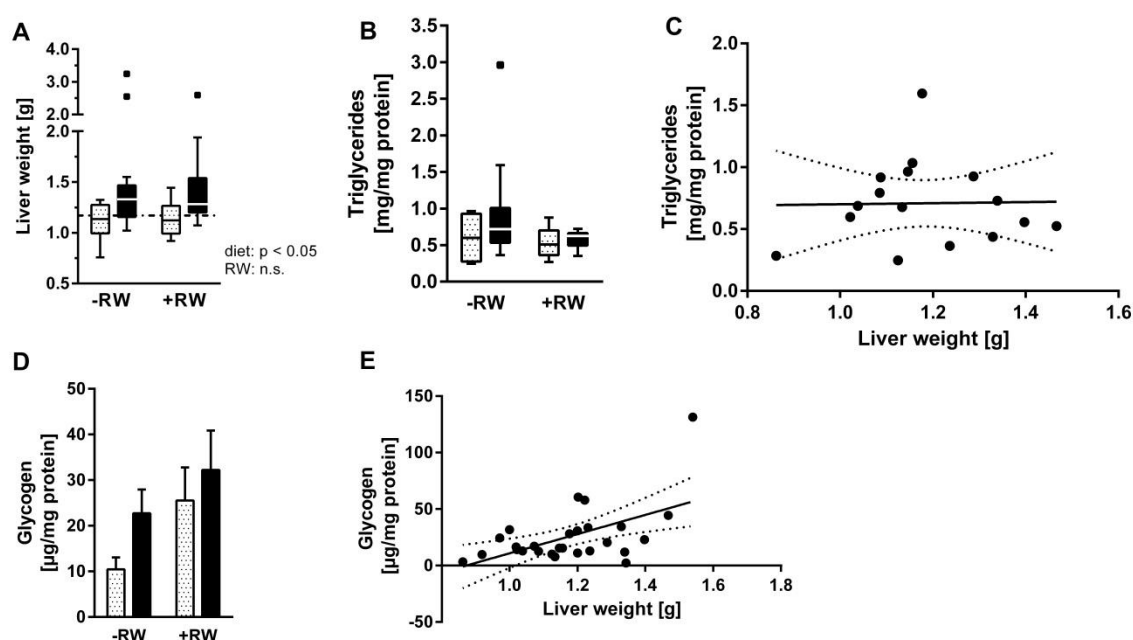 A
Liver weight [g]
4.0
3.0
2.0
2.0
1.5
1.0
0.5
-RW
+RW
diet: p < 0.05
RW: n.s.
B
Triglycerides
[mg/mg protein]
3.5
3.0
2.5
2.0
1.5
1.0
0.5
0.0
-RW
+RW
C
Triglycerides
[mg/mg protein]
2.0
1.5
1.0
0.5
0.0
0.8
1.0
1.2
1.4
1.6
Liver weight [g]
D
Glycogen
[µg/mg protein]
50
40
30
20
10
0
-RW
+RW
E
Glycogen
[µg/mg protein]
150
100
50
0
-50
1.0
1.2
1.4
1.6
1.8
Liver weight [g]